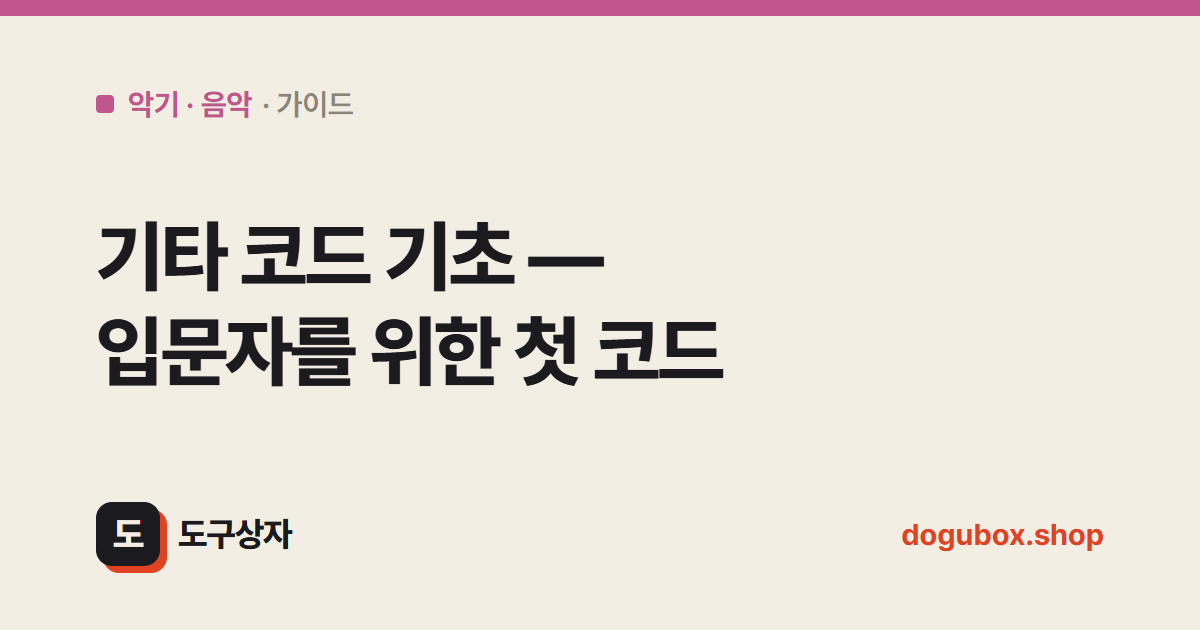 악기 · 음악 · 가이드
기타 코드 기초 —
입문자를 위한 첫 코드
도 도구상자
dogubox.shop